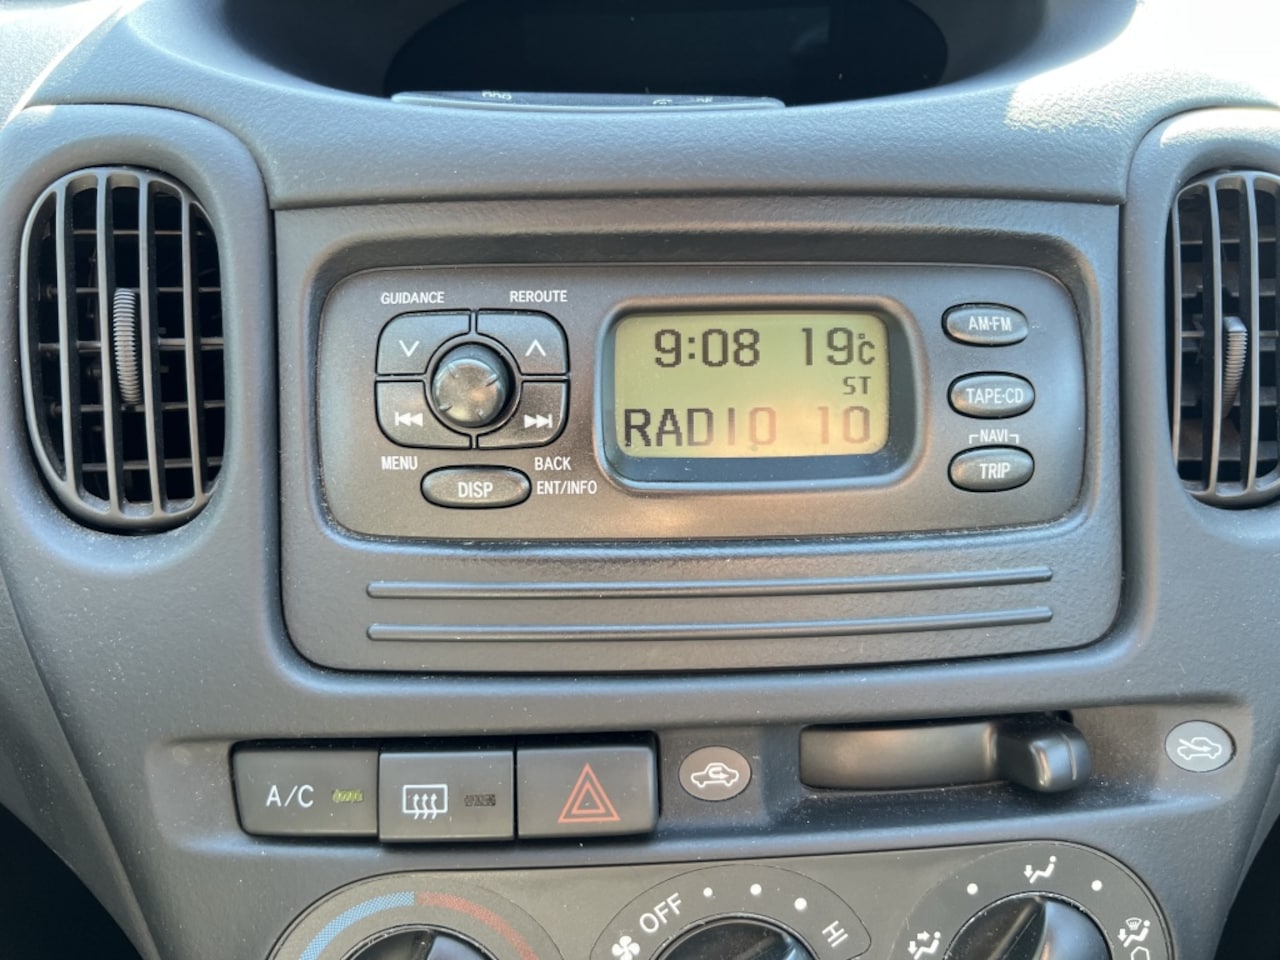 GUIDANCE REROUTE
9:08 19°C
ST
RADIO 10
AM·FM
TAPE·CD
NAVI
TRIP
MENU BACK
DISP ENT/INFO
A/C
OFF
HI